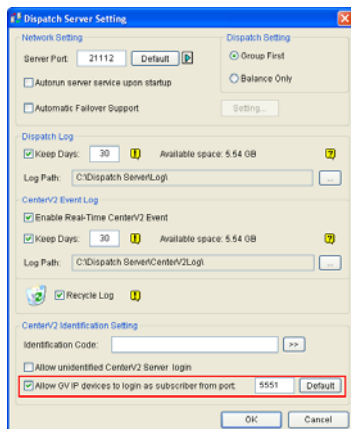 Dispatch Server Setting
Network Setting
Server Port: 21112 Default
Autorun server service upon startup
Automatic Failover Support
Dispatch Setting
Group First
Balance Only
Setting...
Dispatch Log
Keep Days: 30 Available space: 5.54 GB
Log Path: C:\Dispatch Server\Log\ ...
CenterV2 Event Log
Enable Real-Time CenterV2 Event
Keep Days: 30 Available space: 5.54 GB
Log Path: C:\Dispatch Server\CenterV2Log\ ...
Recycle Log
CenterV2 Identification Setting
Identification Code: >>
Allow unidentified CenterV2 Server login
Allow GV IP devices to login as subscriber from port: 5551 Default
OK Cancel